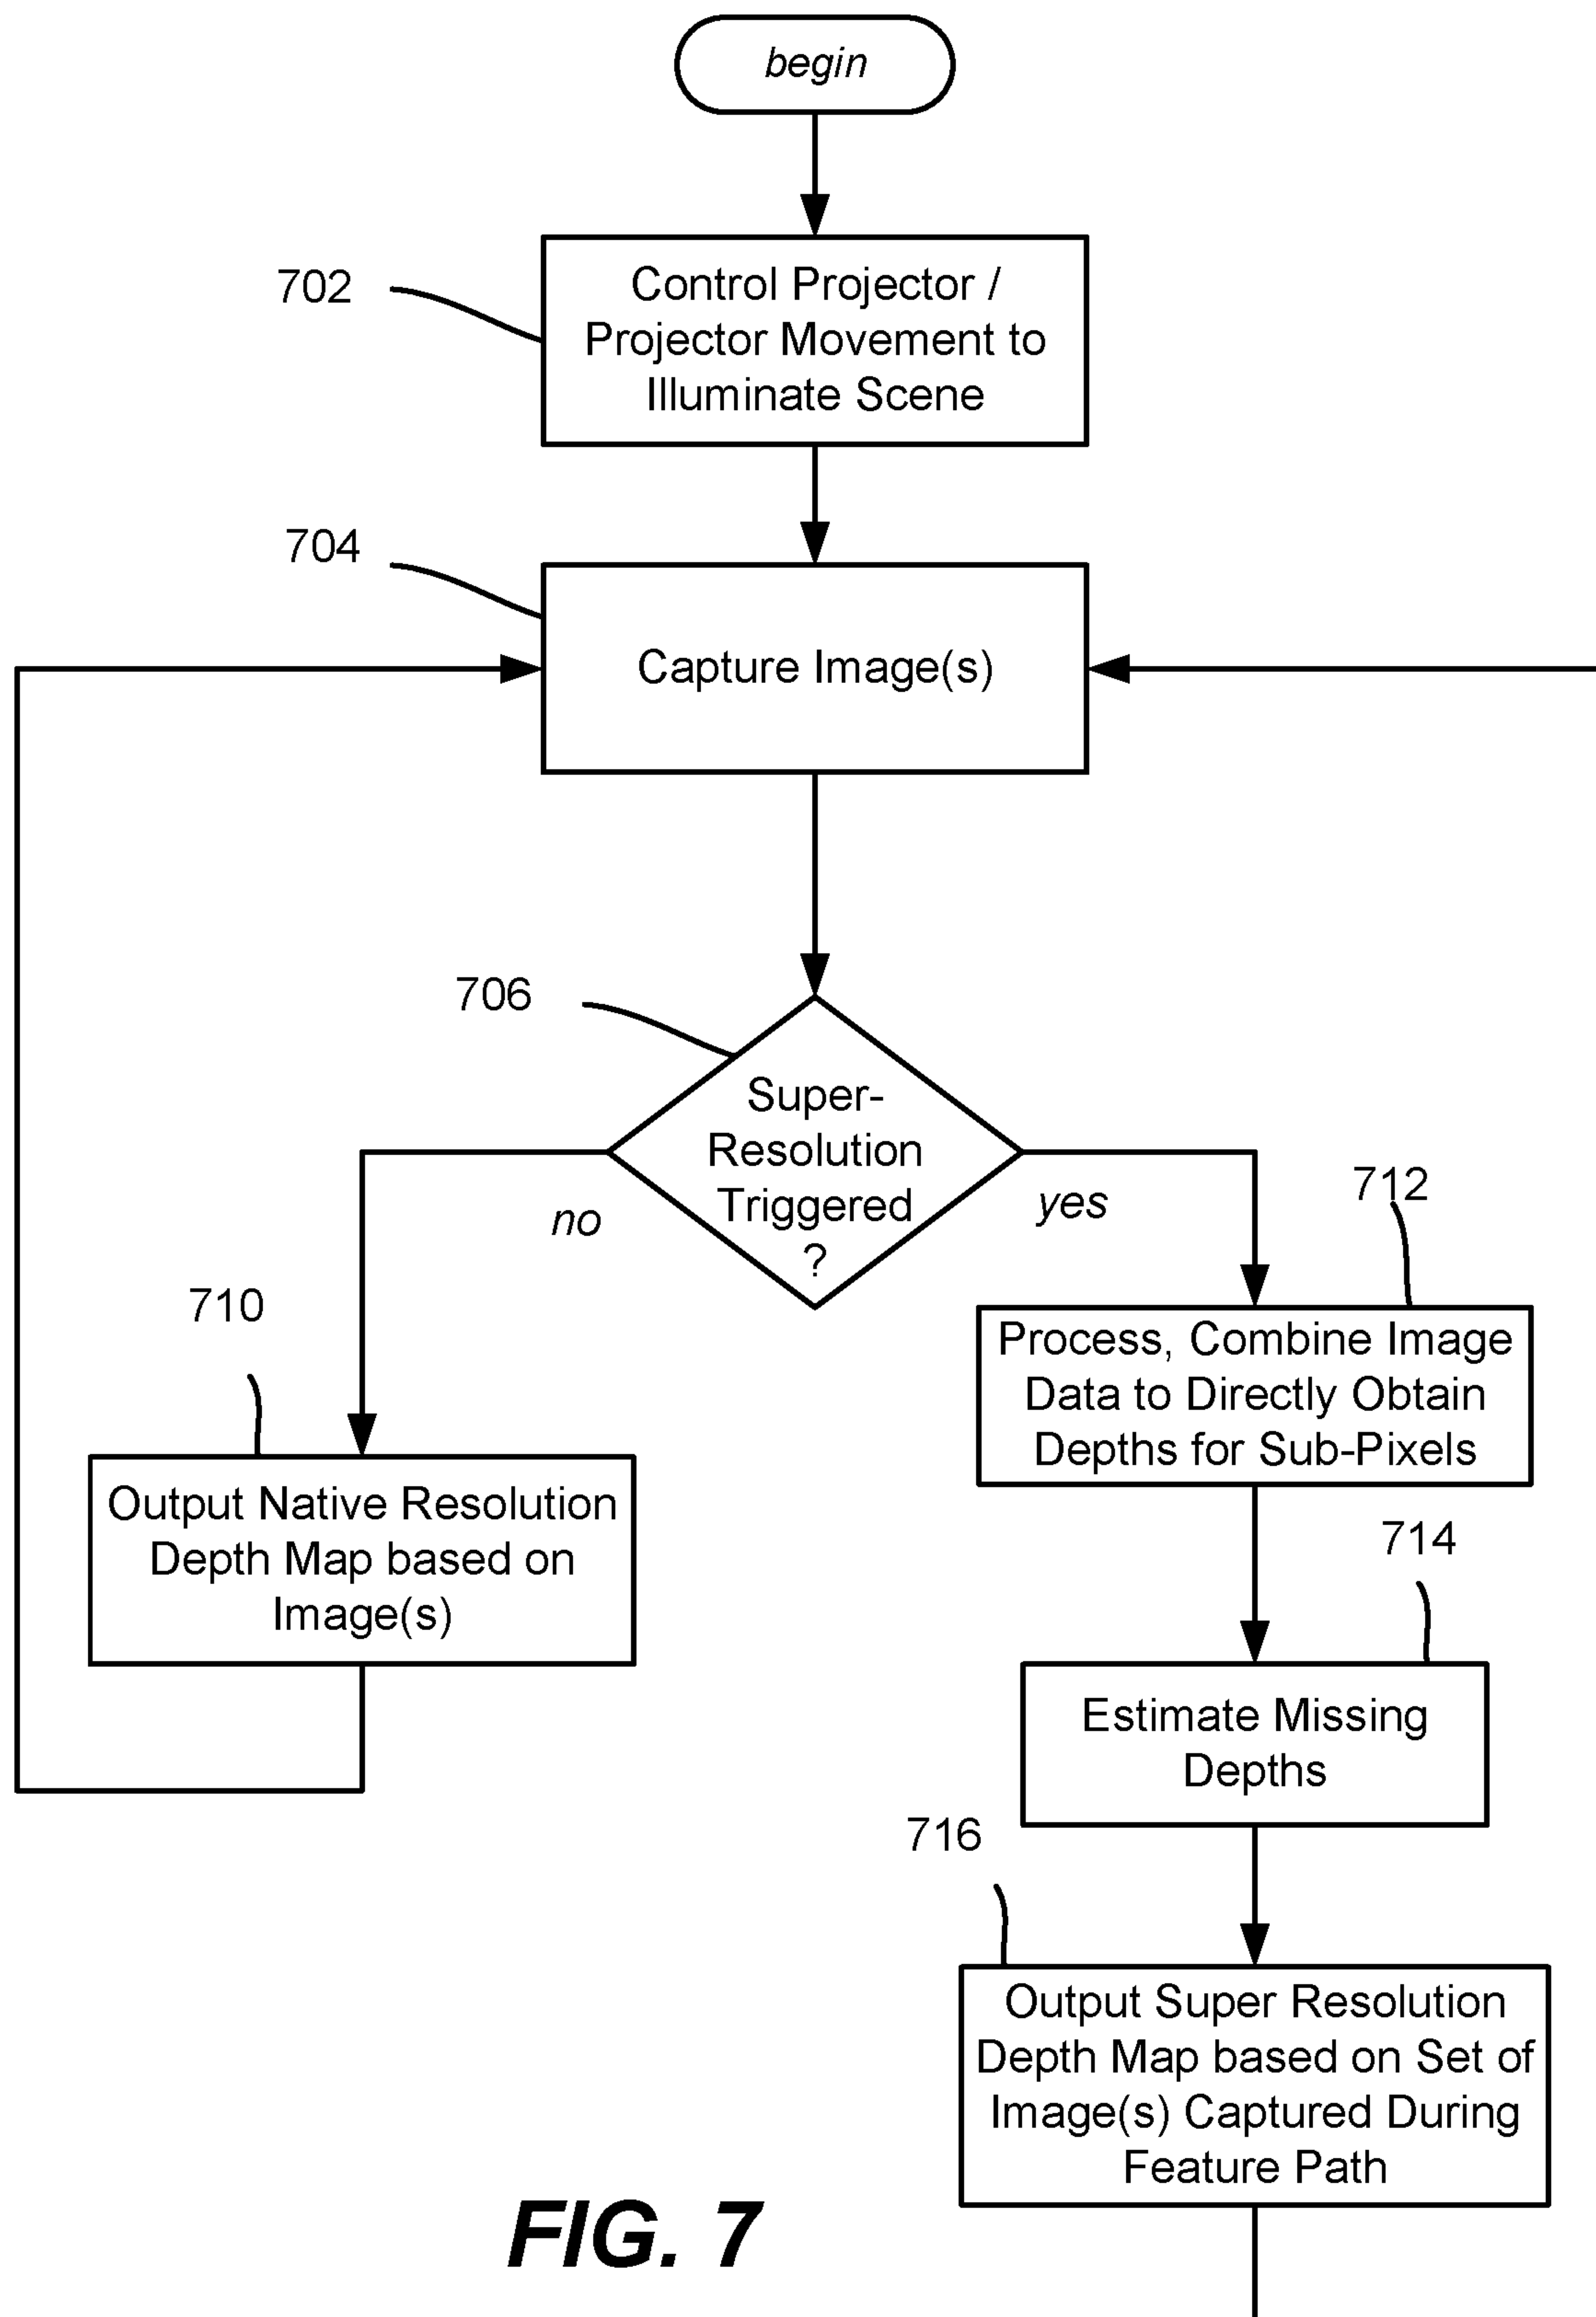 begin
702
Control Projector /
Projector Movement to
Illuminate Scene
704
Capture Image(s)
706
Super-
Resolution
Triggered
?
no
yes
712
Process, Combine Image
Data to Directly Obtain
Depths for Sub-Pixels
710
Output Native Resolution
Depth Map based on
Image(s)
714
Estimate Missing
Depths
716
Output Super Resolution
Depth Map based on Set of
Image(s) Captured During
Feature Path
FIG. 7